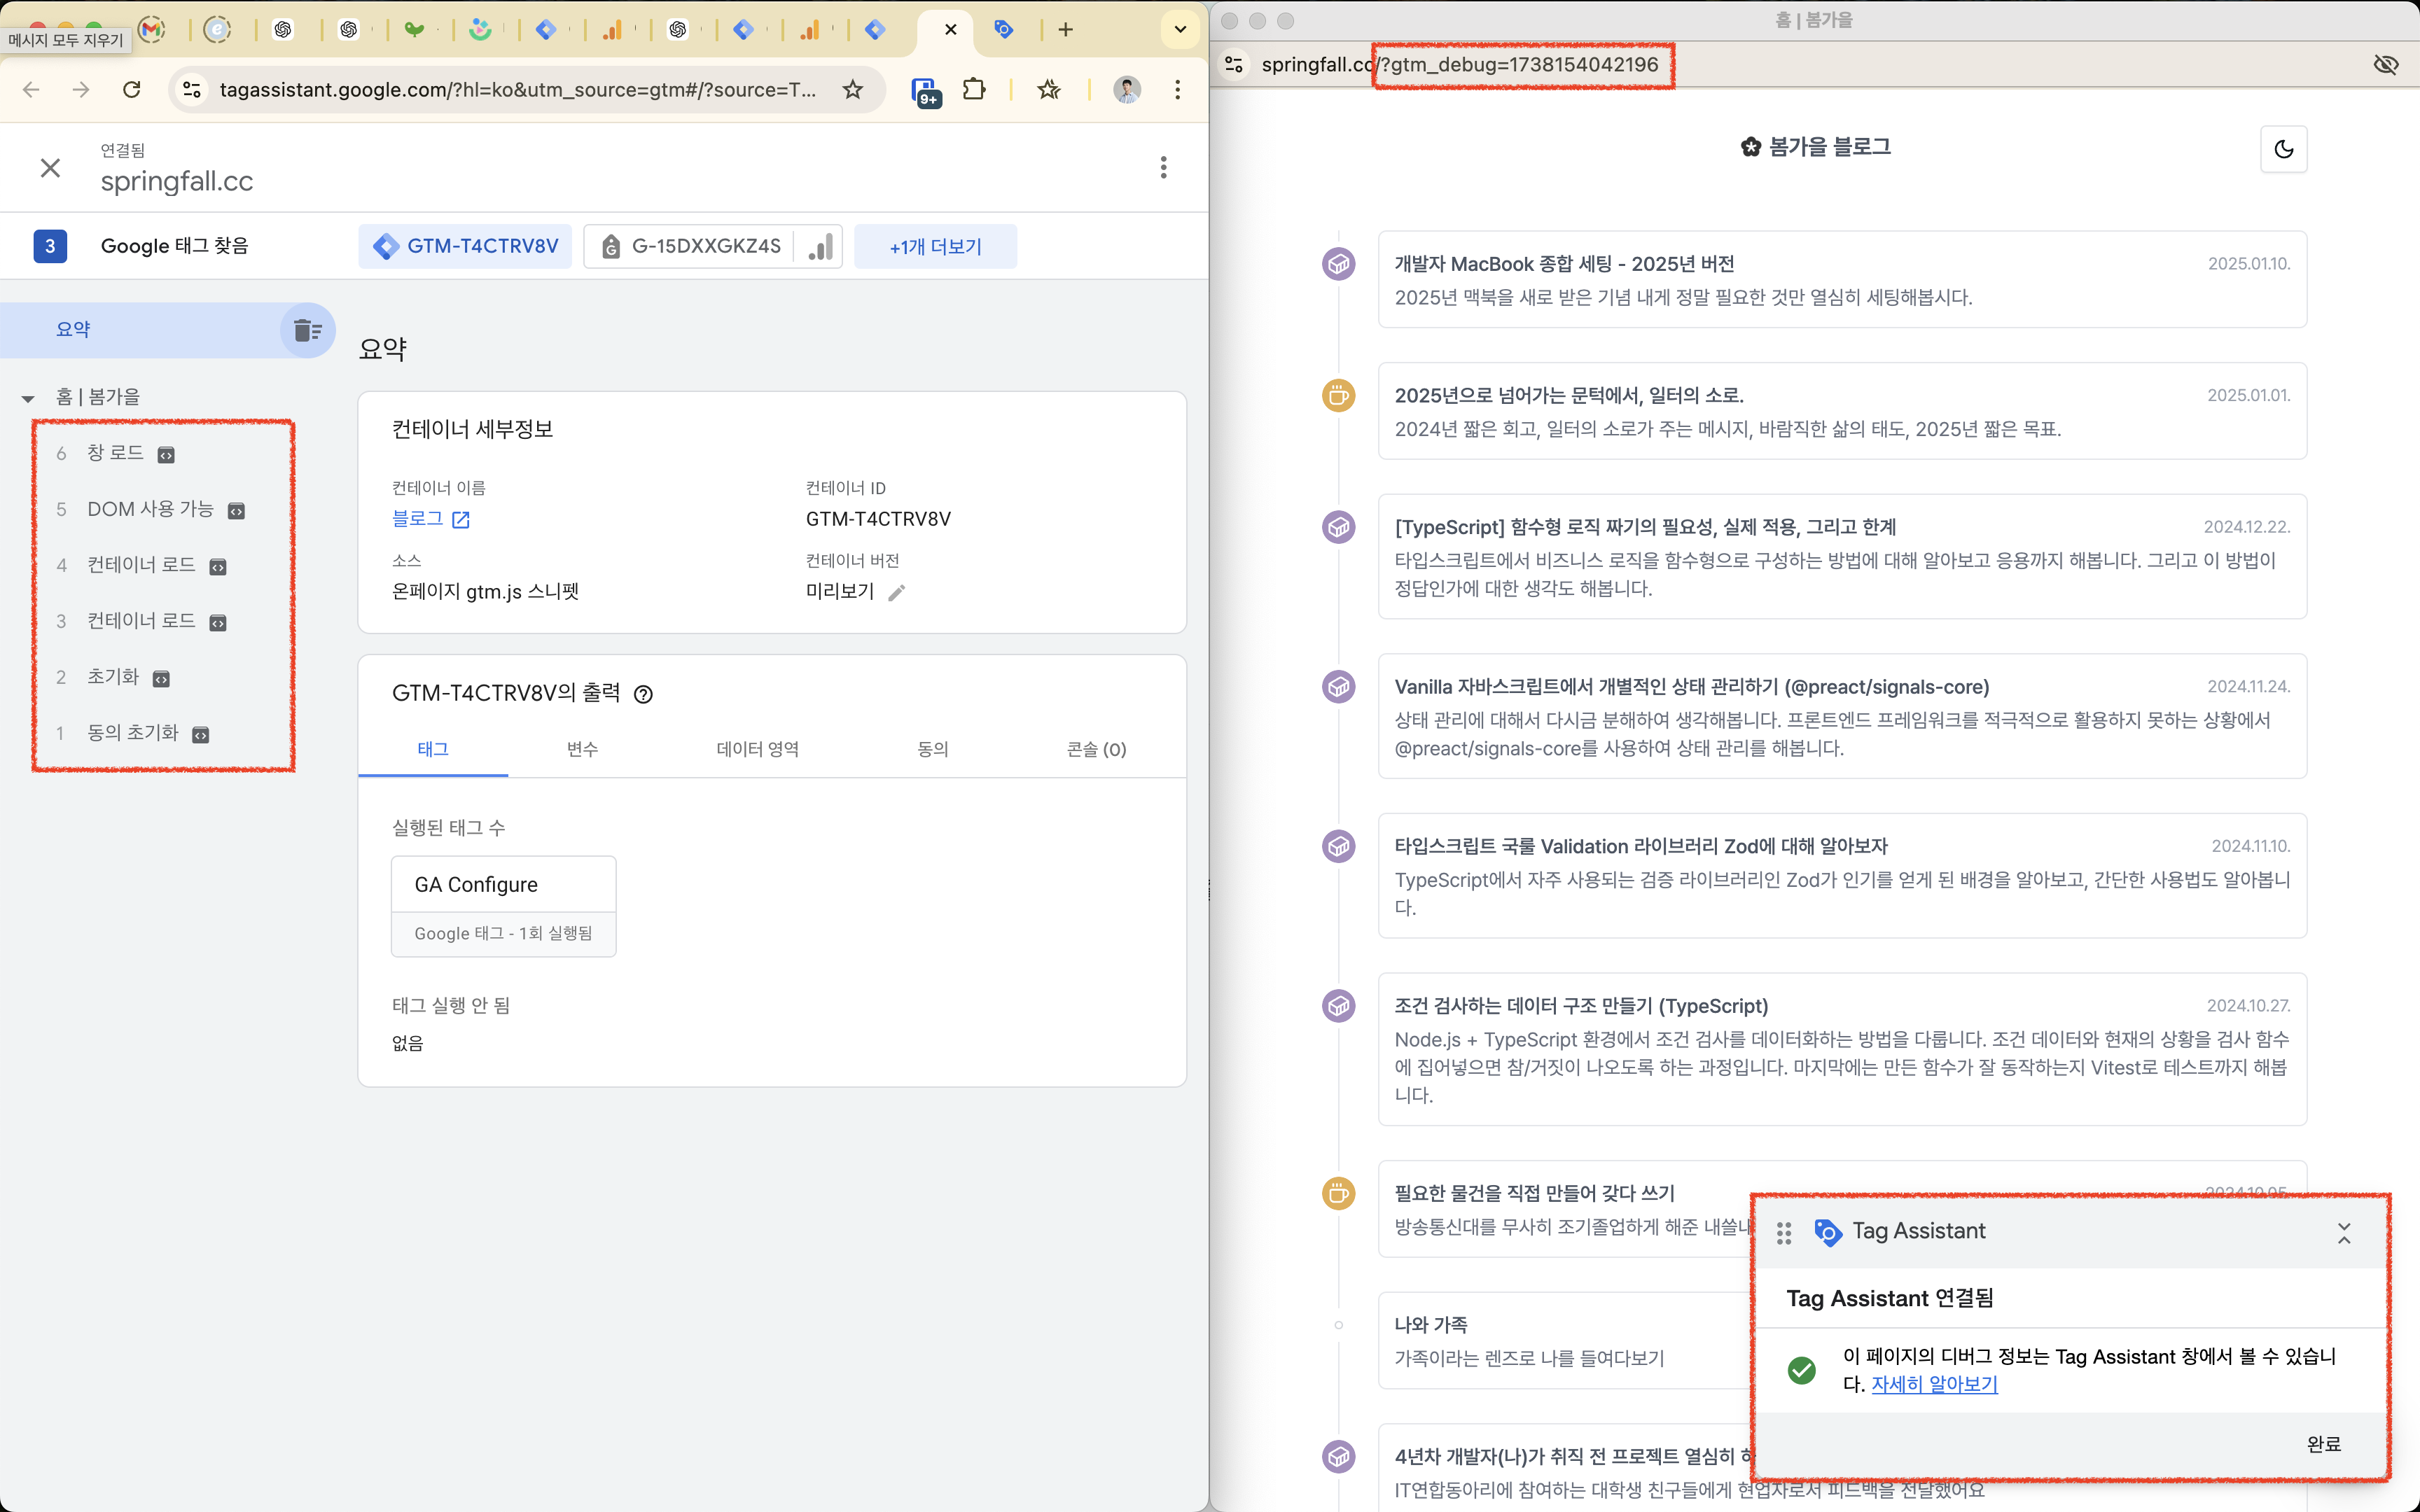 메시지 모두 지우기
tagassistant.google.com/?hl=ko&utm_source=gtm#/?source=T...
9+
연결됨
springfall.cc
3
Google 태그 찾음
GTM-T4CTRV8V
G-15DXXGKZ4S
+1개 더보기
요약
홈 | 봄가을
6 창 로드
5 DOM 사용 가능
4 컨테이너 로드
3 컨테이너 로드
2 초기화
1 동의 초기화
요약
컨테이너 세부정보
컨테이너 이름
블로그
컨테이너 ID
GTM-T4CTRV8V
소스
온페이지 gtm.js 스니펫
컨테이너 버전
미리보기
GTM-T4CTRV8V의 출력
태그
변수
데이터 영역
동의
콘솔 (0)
실행된 태그 수
GA Configure
Google 태그 - 1회 실행됨
태그 실행 안 됨
없음
홈 | 봄가을
springfall.cc/?gtm_debug=1738154042196
봄가을 블로그
개발자 MacBook 종합 세팅 - 2025년 버전
2025.01.10.
2025년 맥북을 새로 받은 기념 내게 정말 필요한 것만 열심히 세팅해봅시다.
2025년으로 넘어가는 문턱에서, 일터의 소로.
2025.01.01.
2024년 짧은 회고, 일터의 소로가 주는 메시지, 바람직한 삶의 태도, 2025년 짧은 목표.
[TypeScript] 함수형 로직 짜기의 필요성, 실제 적용, 그리고 한계
2024.12.22.
타입스크립트에서 비즈니스 로직을 함수형으로 구성하는 방법에 대해 알아보고 응용까지 해봅니다. 그리고 이 방법이
정답인가에 대한 생각도 해봅니다.
Vanilla 자바스크립트에서 개별적인 상태 관리하기 (@preact/signals-core)
2024.11.24.
상태 관리에 대해서 다시금 분해하여 생각해봅니다. 프론트엔드 프레임워크를 적극적으로 활용하지 못하는 상황에서
@preact/signals-core를 사용하여 상태 관리를 해봅니다.
타입스크립트 국룰 Validation 라이브러리 Zod에 대해 알아보자
2024.11.10.
TypeScript에서 자주 사용되는 검증 라이브러리인 Zod가 인기를 얻게 된 배경을 알아보고, 간단한 사용법도 알아봅니
다.
조건 검사하는 데이터 구조 만들기 (TypeScript)
2024.10.27.
Node.js + TypeScript 환경에서 조건 검사를 데이터화하는 방법을 다룹니다. 조건 데이터와 현재의 상황을 검사 함수
에 집어넣으면 참/거짓이 나오도록 하는 과정입니다. 마지막에는 만든 함수가 잘 동작하는지 Vitest로 테스트까지 해봅
니다.
필요한 물건을 직접 만들어 갖다 쓰기
2024.10.05.
방송통신대를 무사히 조기졸업하게 해준
나와 가족
가족이라는 렌즈로 나를 들여다보기
4년차 개발자(나)가 취직 전 프로젝트 열심히
IT연합동아리에 참여하는 대학생 친구들에게 현업자로서 피드백을 전달했어요
Tag Assistant
Tag Assistant 연결됨
이 페이지의 디버그 정보는 Tag Assistant 창에서 볼 수 있습니
다. 자세히 알아보기
완료